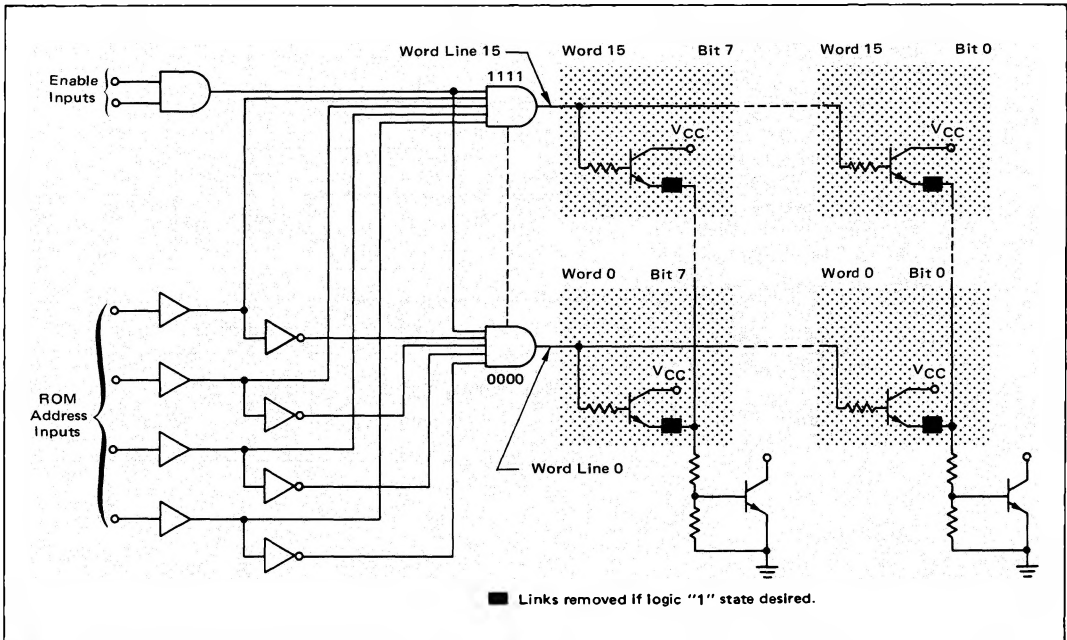 Word Line 15
Word 15 Bit 7
Word 15 Bit 0
Enable Inputs
1111
VCC
VCC
Word 0 Bit 7
Word 0 Bit 0
0000
VCC
VCC
ROM Address Inputs
Word Line 0
Links removed if logic "1" state desired.